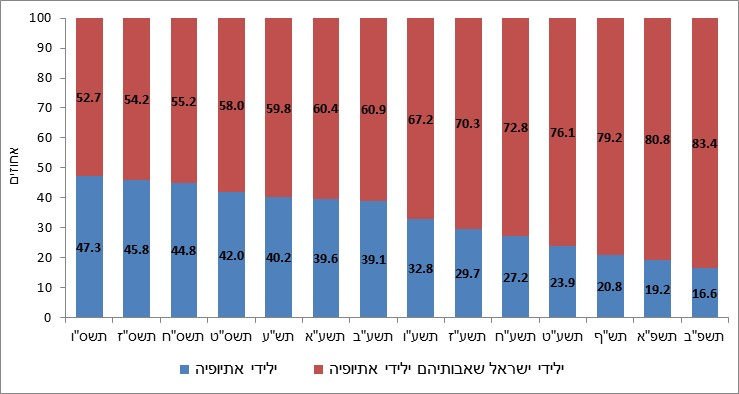 100
90
80
70
60
50
40
30
20
10
0
אחוזים
52.7 54.2 55.2 58.0 59.8 60.4 60.9 67.2 70.3 72.8 76.1 79.2 80.8 83.4
47.3 45.8 44.8 42.0 40.2 39.6 39.1 32.8 29.7 27.2 23.9 20.8 19.2 16.6
תשס"ו תשס"ז תשס"ח תשס"ט תש"ע תשע"א תשע"ב תשע"ו תשע"ז תשע"ח תשע"ט תש"ף תשפ"א תשפ"ב
ילידי אתיופיה
ילידי ישראל שאבותיהם ילידי אתיופיה